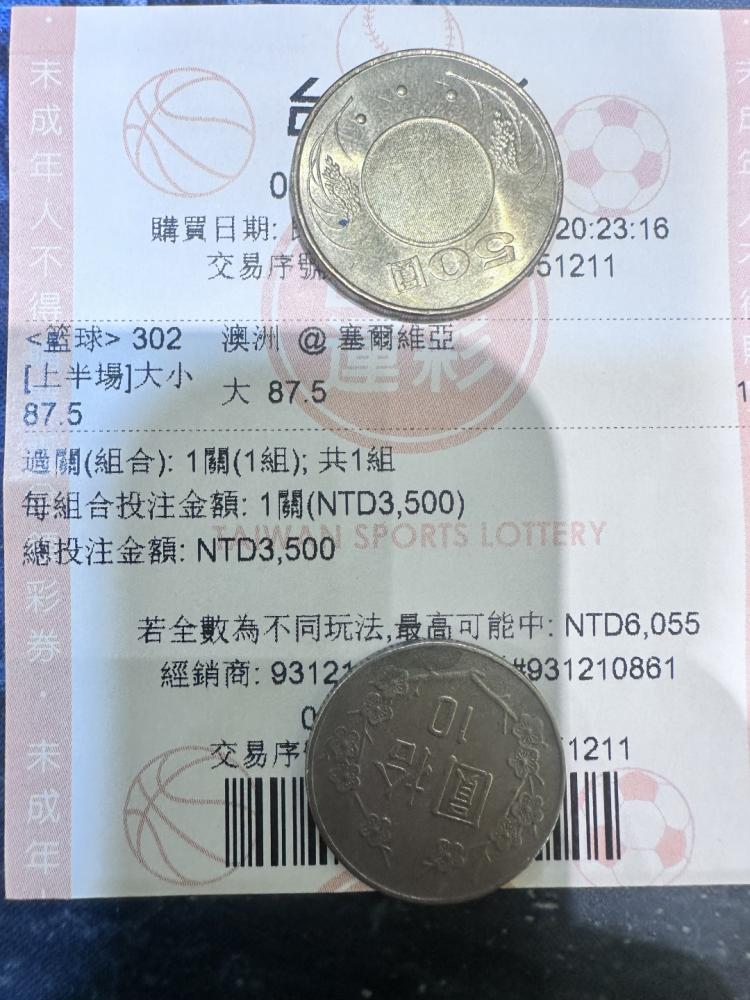 台
購買日期: 20:23:16
交易序號 51211
<籃球> 302 澳洲 @ 塞爾維亞
[上半場]大小 大 87.5
87.5
運彩
過關(組合): 1關(1組); 共1組
每組合投注金額: 1關(NTD3,500)
TAIWAN SPORTS LOTTERY
總投注金額: NTD3,500
若全數為不同玩法,最高可能中: NTD6,055
經銷商: 9312 #931210861
交易序 1211
50圓
10
拾圓
未成年人不得
彩券・未成年人